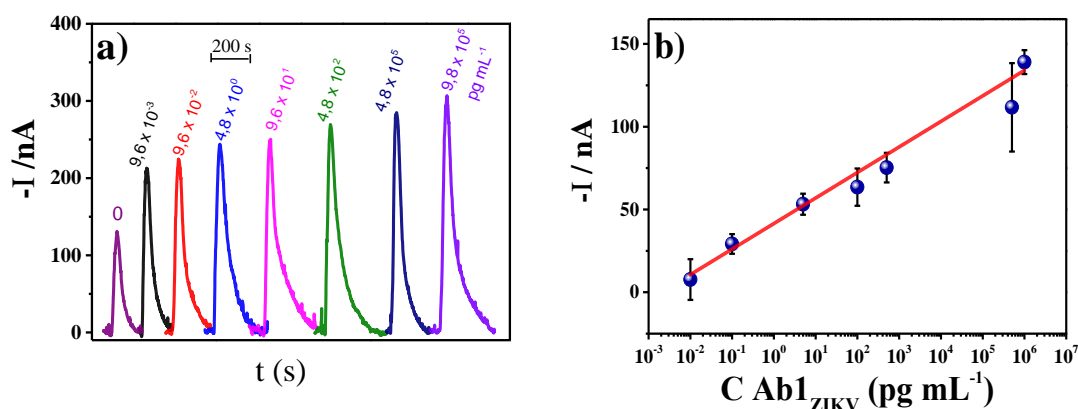 a)
400
300
200
100
0
-I /nA
200 s
0
9,6 x 10⁻³
9,6 x 10⁻²
4,8 x 10⁰
9,6 x 10¹
4,8 x 10²
4,8 x 10⁵
9,8 x 10⁵
pg mL⁻¹
t (s)
b)
150
100
50
0
-I / nA
10⁻³ 10⁻² 10⁻¹ 10⁰ 10¹ 10² 10³ 10⁴ 10⁵ 10⁶ 10⁷
C Ab1ZIKV (pg mL⁻¹)